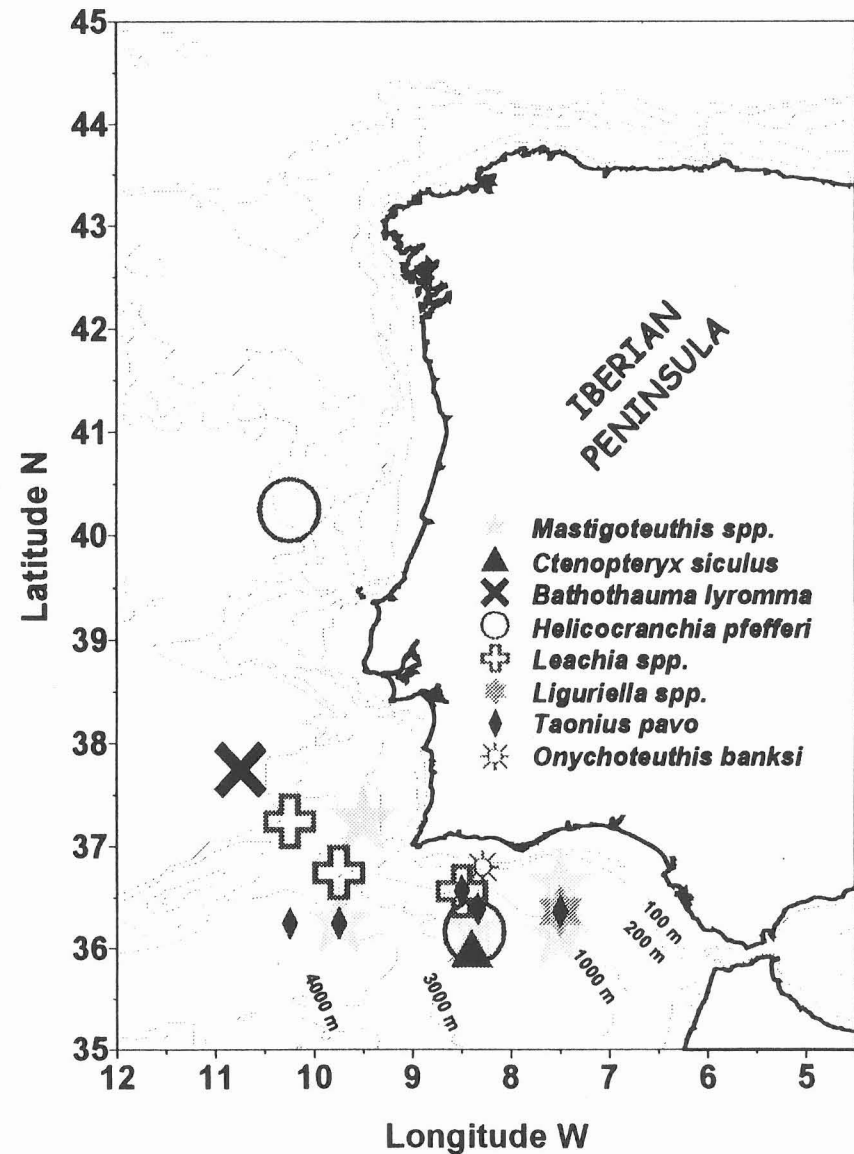 45
44
43
42
41
40
39
38
37
36
35
Latitude N
IBERIAN
PENINSULA
Mastigoteuthis spp.
Ctenopteryx siculus
Bathothauma lyromma
Helicocranchia pfefferi
Leachia spp.
Liguriella spp.
Taonius pavo
Onychoteuthis banksi
4000 m
3000 m
1000 m
200 m
100 m
12 11 10 9 8 7 6 5
Longitude W